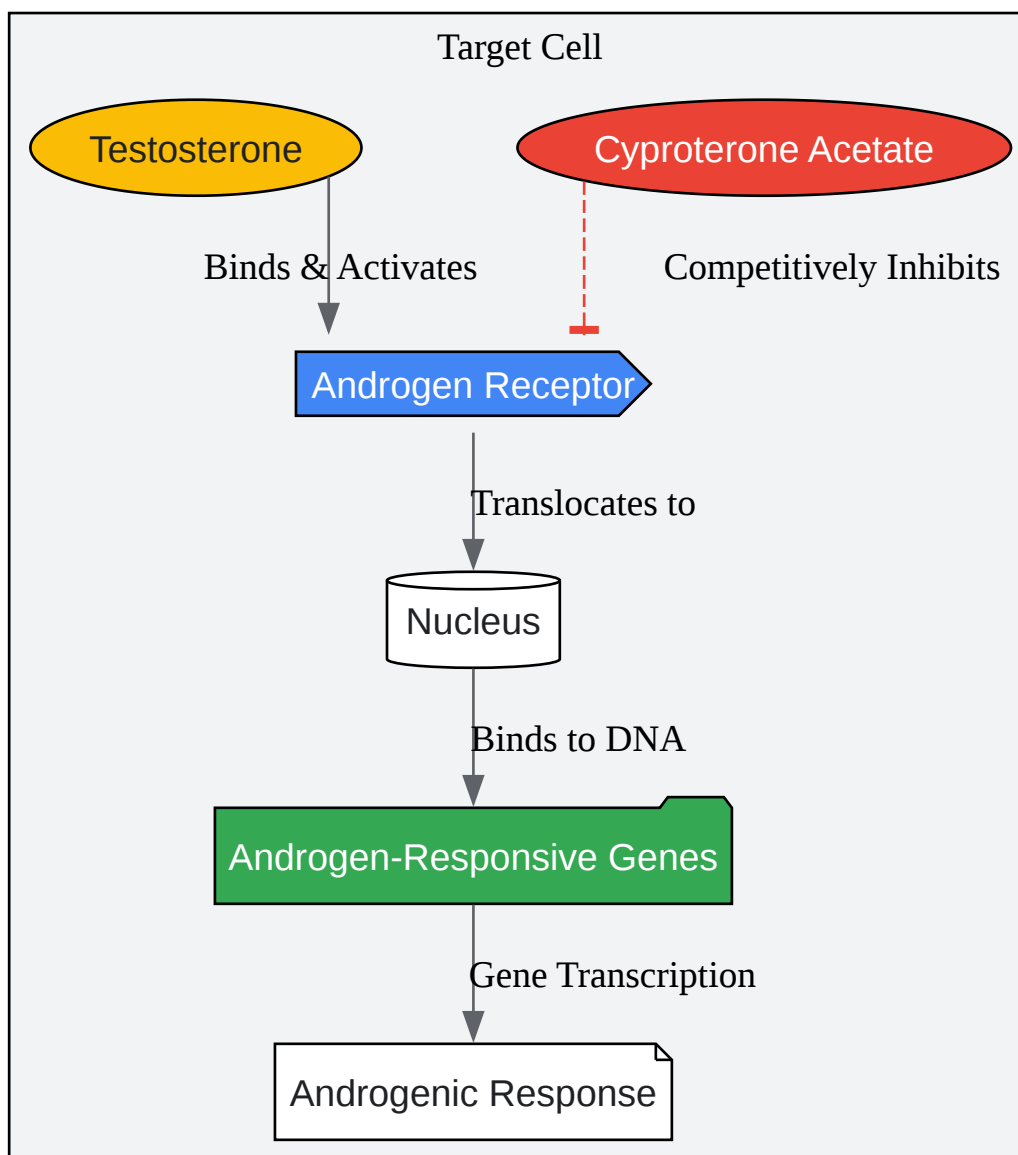 Target Cell
Testosterone
Cyproterone Acetate
Binds & Activates
Competitively Inhibits
Androgen Receptor
Translocates to
Nucleus
Binds to DNA
Androgen-Responsive Genes
Gene Transcription
Androgenic Response